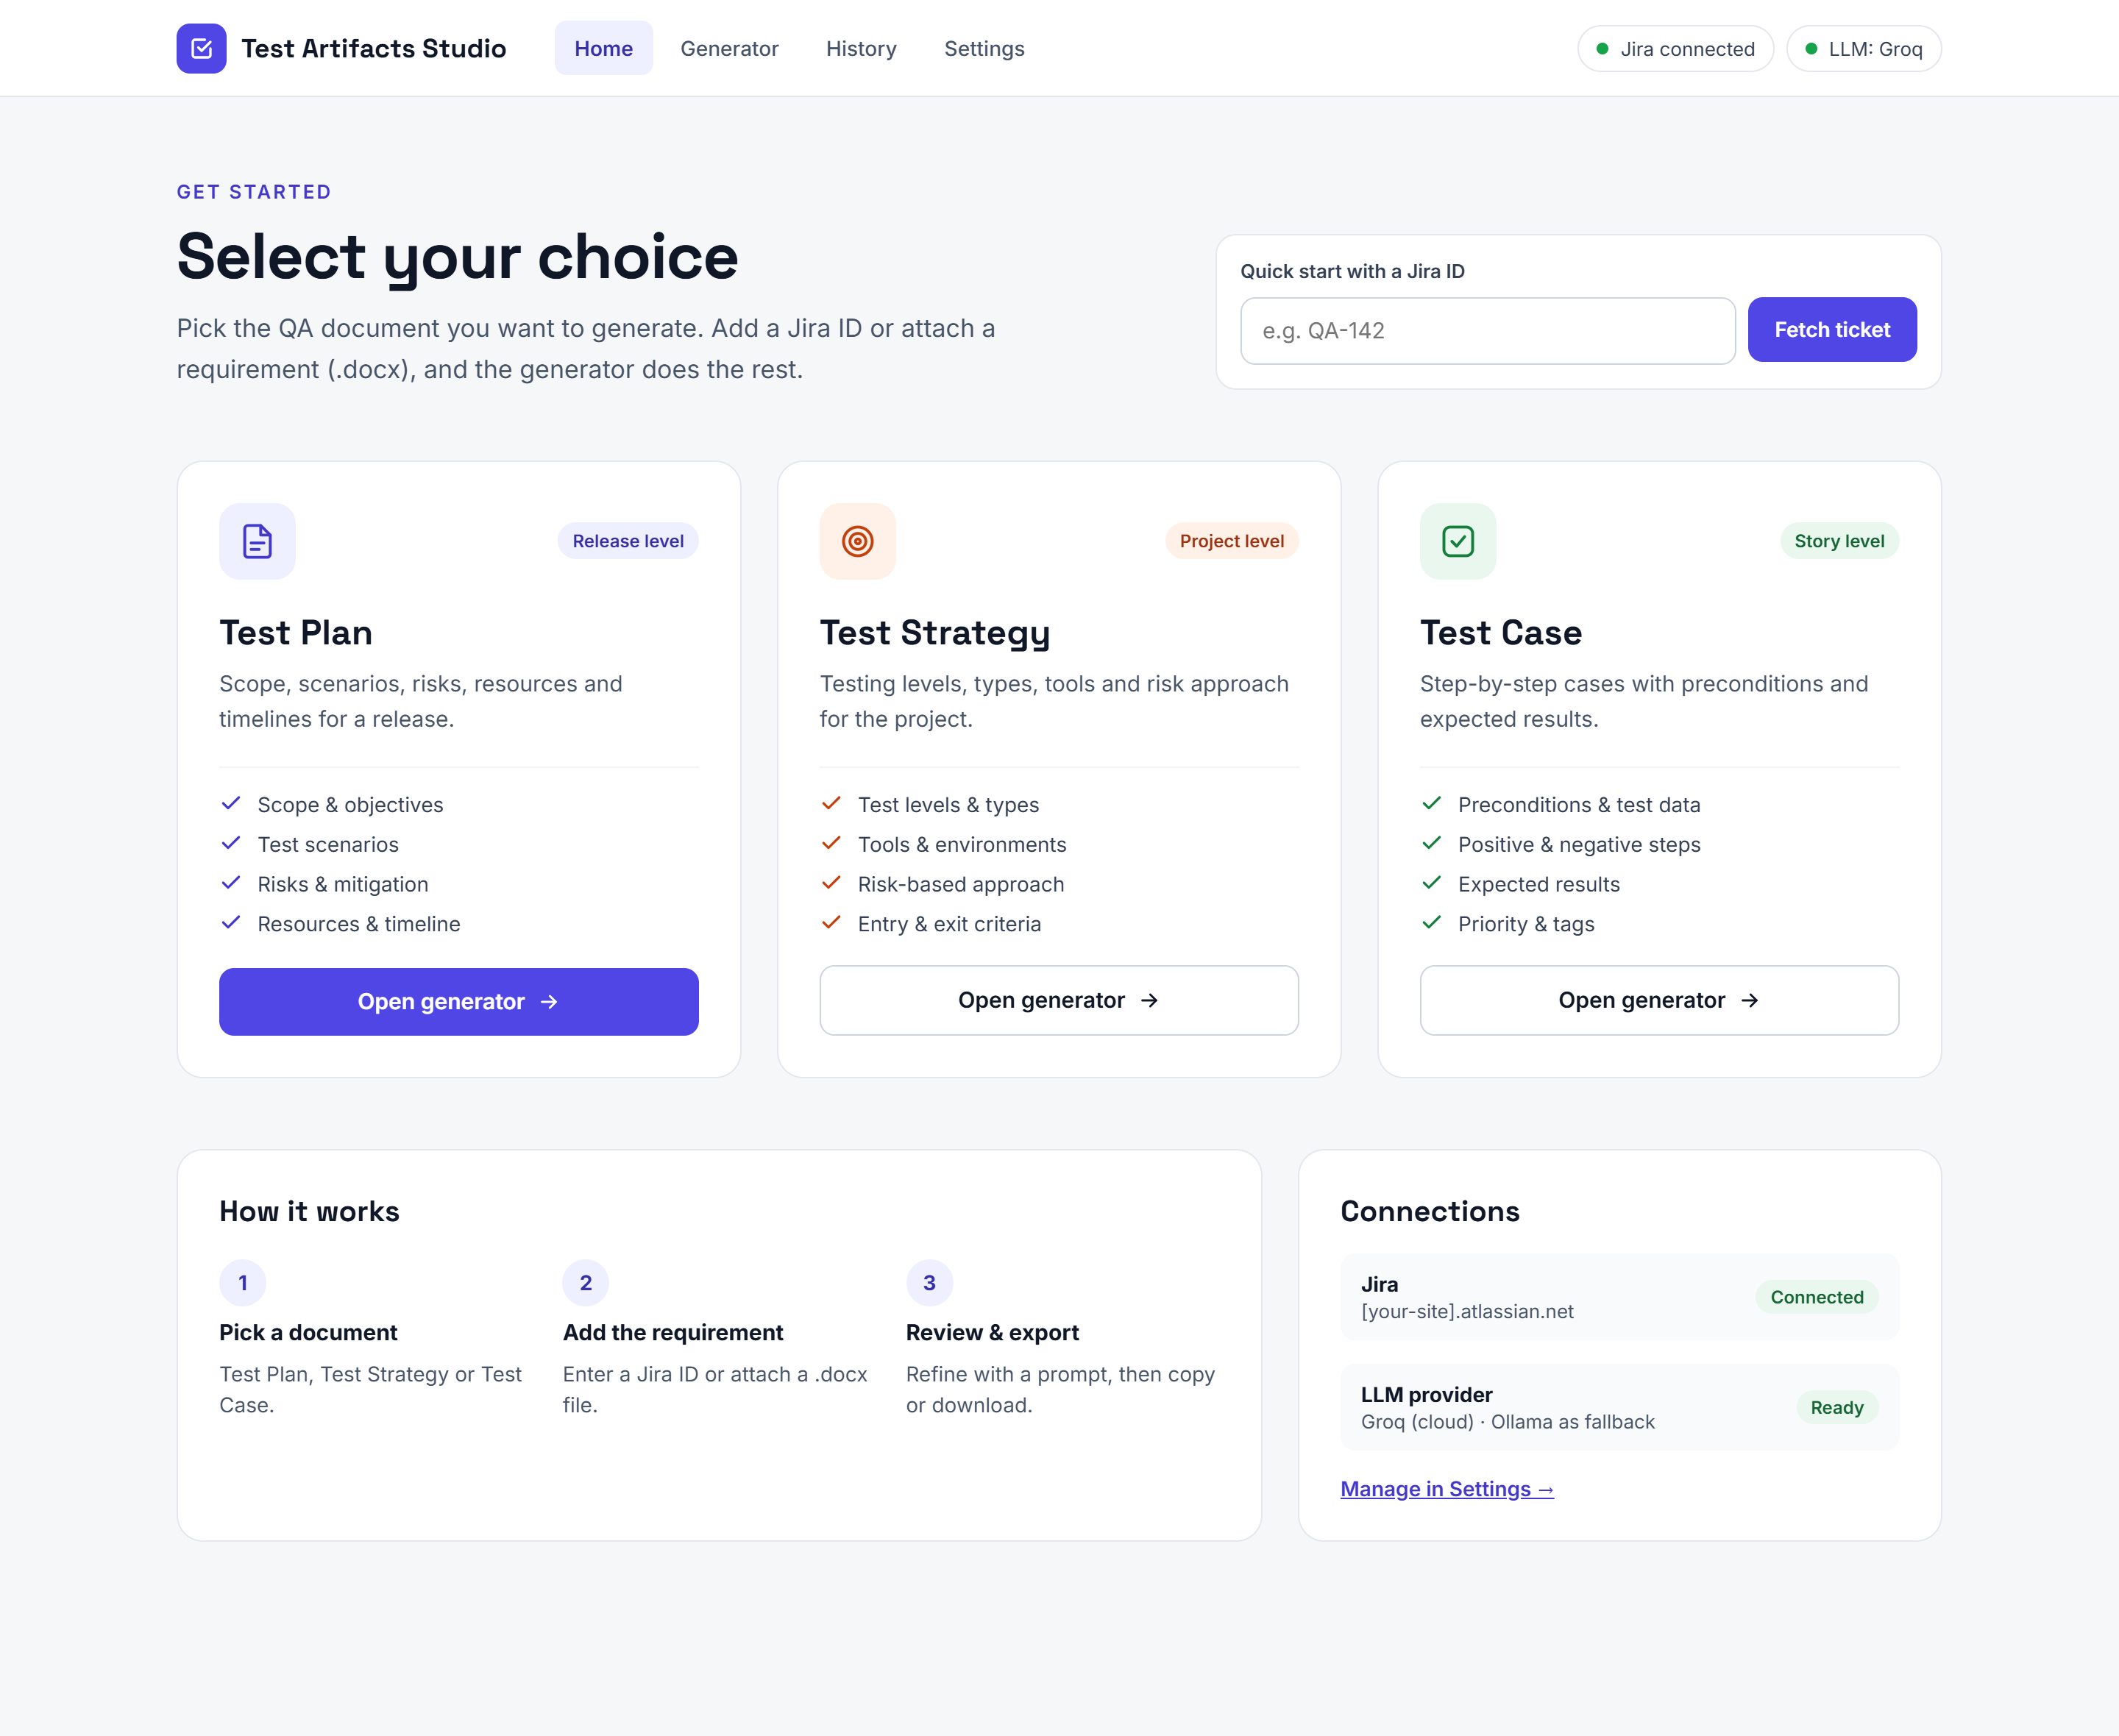 Test Artifacts Studio
Home
Generator
History
Settings
Jira connected
LLM: Groq
GET STARTED
Select your choice
Pick the QA document you want to generate. Add a Jira ID or attach a
requirement (.docx), and the generator does the rest.
Quick start with a Jira ID
e.g. QA-142
Fetch ticket
Release level
Test Plan
Scope, scenarios, risks, resources and
timelines for a release.
Scope & objectives
Test scenarios
Risks & mitigation
Resources & timeline
Open generator →
Project level
Test Strategy
Testing levels, types, tools and risk approach
for the project.
Test levels & types
Tools & environments
Risk-based approach
Entry & exit criteria
Open generator →
Story level
Test Case
Step-by-step cases with preconditions and
expected results.
Preconditions & test data
Positive & negative steps
Expected results
Priority & tags
Open generator →
How it works
1
Pick a document
Test Plan, Test Strategy or Test
Case.
2
Add the requirement
Enter a Jira ID or attach a .docx
file.
3
Review & export
Refine with a prompt, then copy
or download.
Connections
Jira
[your-site].atlassian.net
Connected
LLM provider
Groq (cloud) · Ollama as fallback
Ready
Manage in Settings →